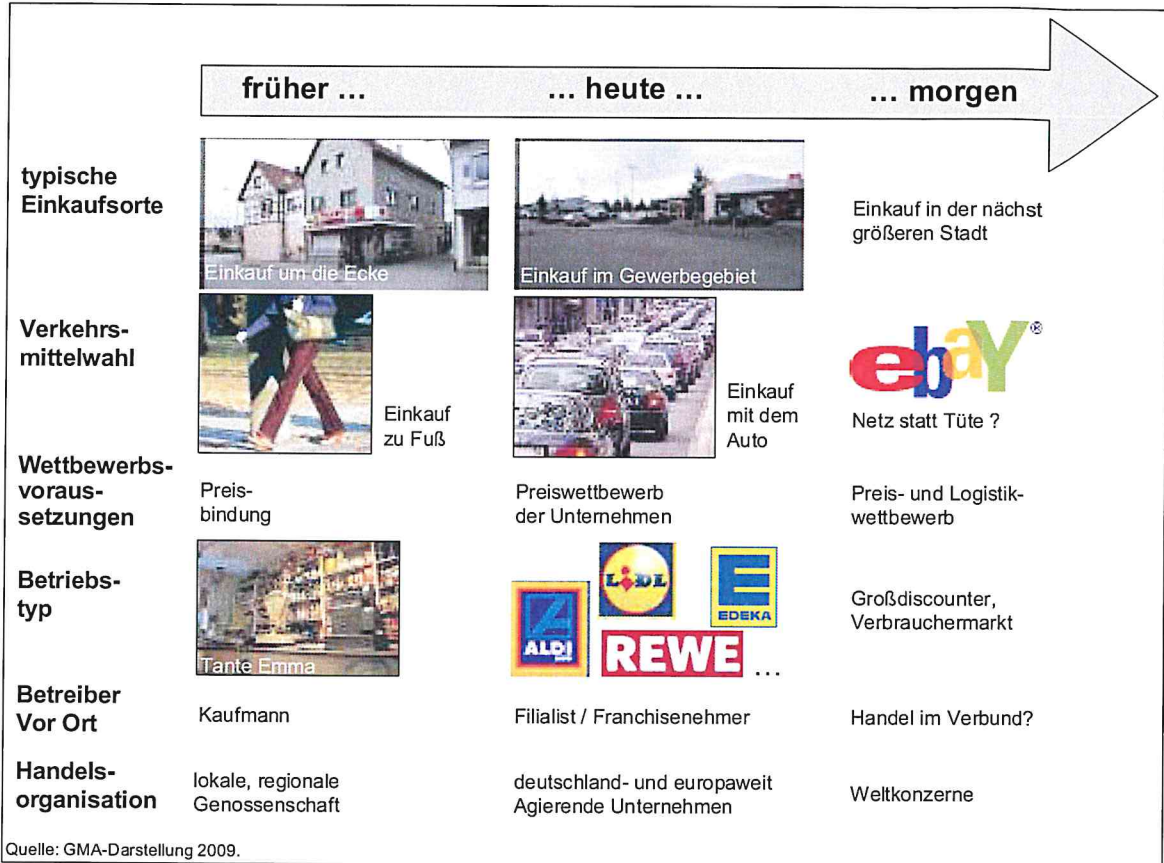 früher ...
... heute ...
... morgen
typische
Einkaufsorte
Einkauf um die Ecke
Einkauf im Gewerbegebiet
Einkauf in der nächst
größeren Stadt
Verkehrs-
mittelwahl
Einkauf
zu Fuß
Einkauf
mit dem
Auto
ebaY®
Netz statt Tüte ?
Wettbewerbs-
voraus-
setzungen
Preis-
bindung
Preiswettbewerb
der Unternehmen
Preis- und Logistik-
wettbewerb
Betriebs-
typ
Tante Emma
ALDI
LiDL
EDEKA
REWE
...
Großdiscounter,
Verbrauchermarkt
Betreiber
Vor Ort
Kaufmann
Filialist / Franchisenehmer
Handel im Verbund?
Handels-
organisation
lokale, regionale
Genossenschaft
deutschland- und europaweit
Agierende Unternehmen
Weltkonzerne
Quelle: GMA-Darstellung 2009.